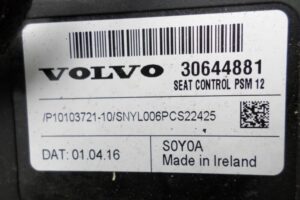 VOLVO 30644881
SEAT CONTROL PSM 12
/P10103721-10/SNYL006PCS22425
DAT: 01.04.16
S0Y0A
Made in Ireland